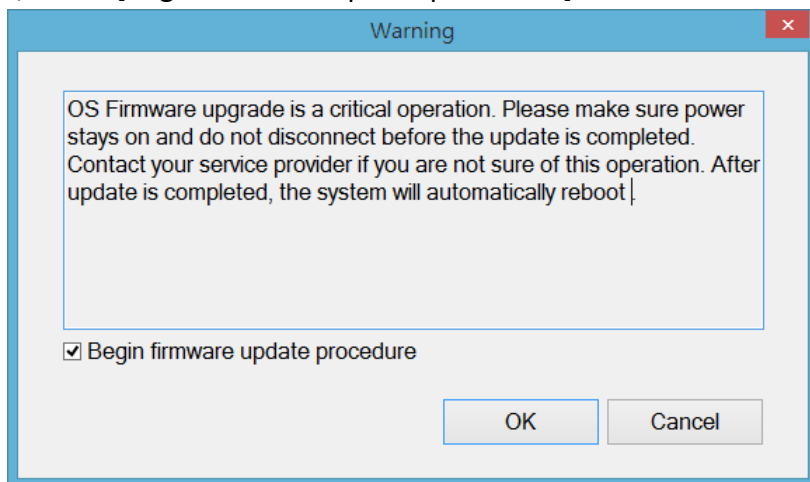 Warning
OS Firmware upgrade is a critical operation. Please make sure power
stays on and do not disconnect before the update is completed.
Contact your service provider if you are not sure of this operation. After
update is completed, the system will automatically reboot .
Begin firmware update procedure
OK
Cancel